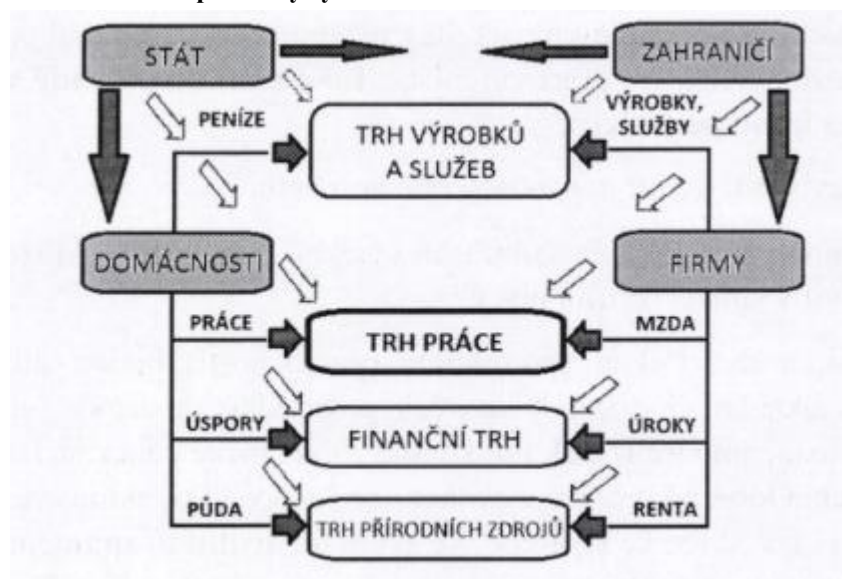 STÁT
ZAHRANIČÍ
PENÍZE
TRH VÝROBKŮ
A SLUŽEB
VÝROBKY,
SLUŽBY
DOMÁCNOSTI
FIRMY
PRÁCE
TRH PRÁCE
MZDA
ÚSPORY
FINANČNÍ TRH
ÚROKY
PŮDA
TRH PŘÍRODNÍCH ZDROJŮ
RENTA